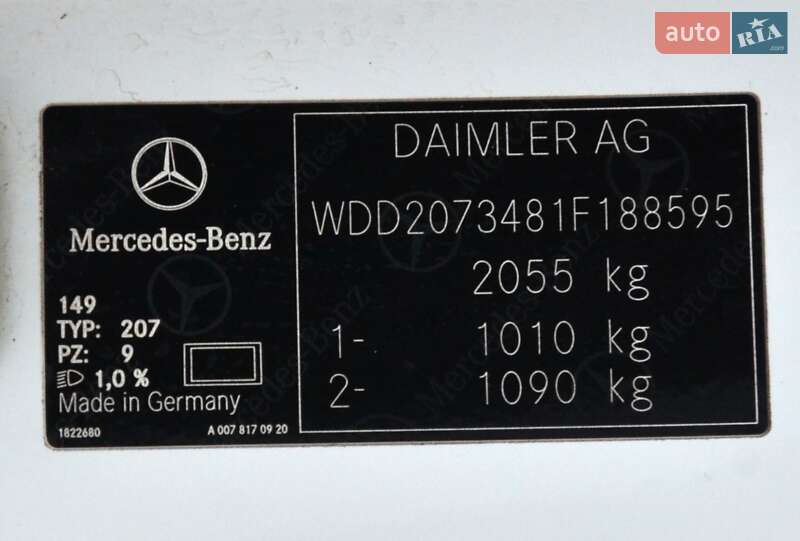 auto RIA.com
DAIMLER AG
WDD2073481F188595
2055 kg
1- 1010 kg
2- 1090 kg
Mercedes-Benz
149
TYP: 207
PZ: 9
1,0 %
Made in Germany
1822680
A 007 817 09 20